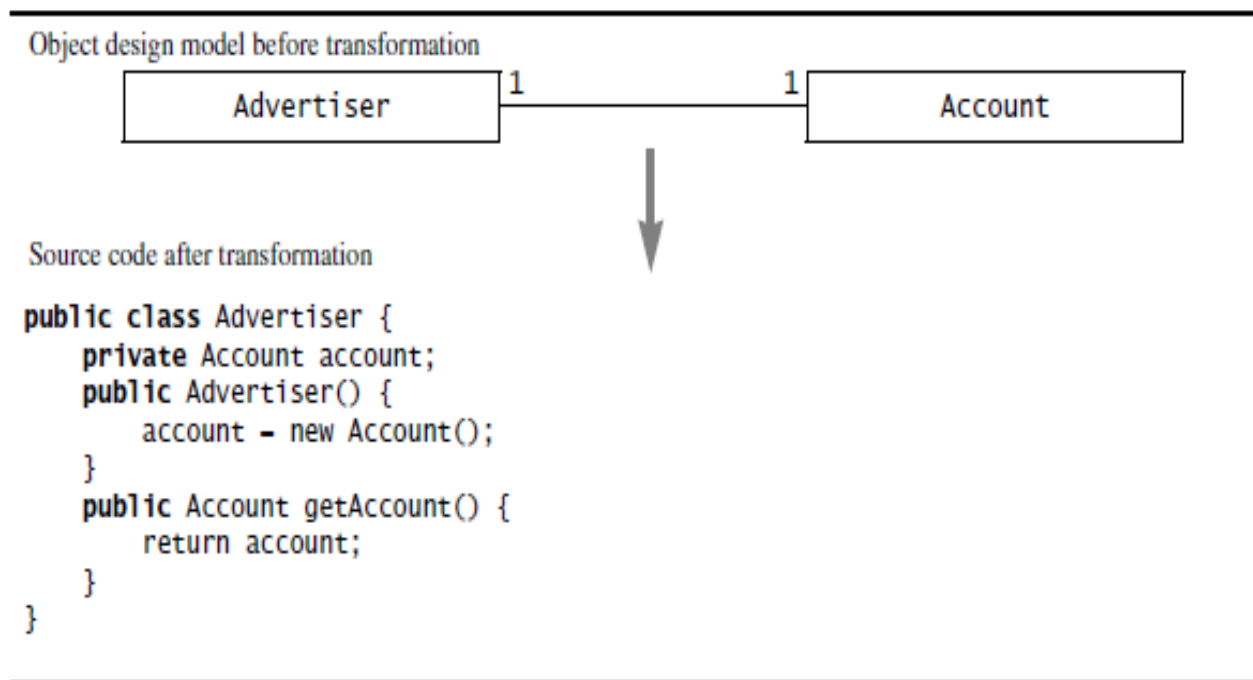 Object design model before transformation
Advertiser 1 1 Account
Source code after transformation
public class Advertiser {
private Account account;
public Advertiser() {
account = new Account();
}
public Account getAccount() {
return account;
}
}